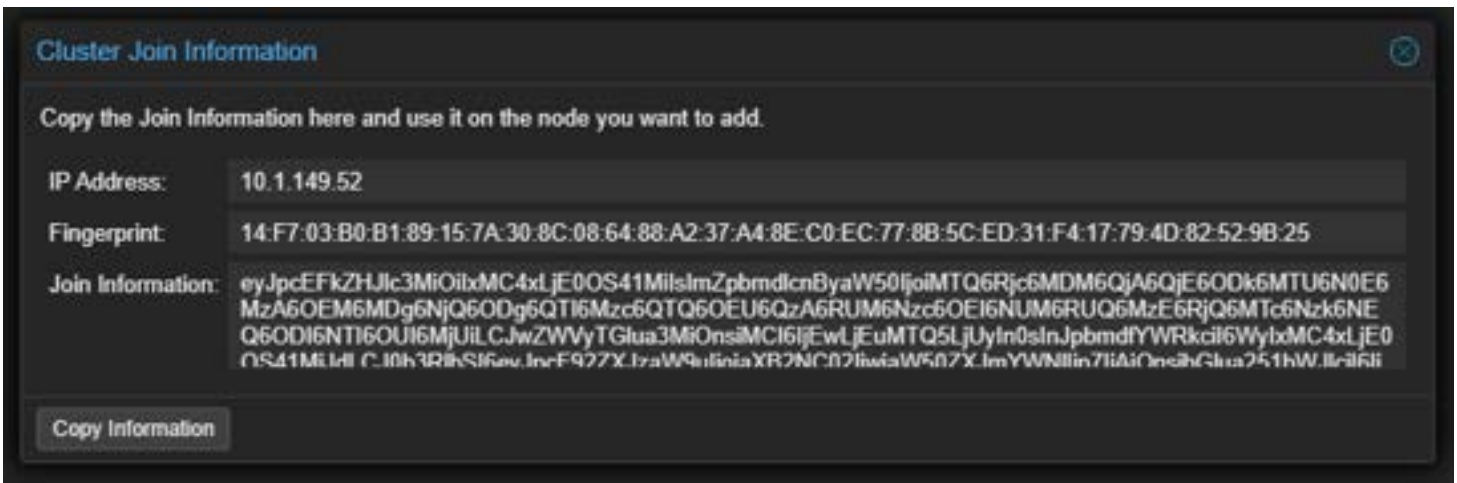 Cluster Join Information
Copy the Join Information here and use it on the node you want to add.
IP Address: 10.1.149.52
Fingerprint: 14:F7:03:B0:B1:89:15:7A:30:8C:08:64:88:A2:37:A4:8E:C0:EC:77:8B:5C:ED:31:F4:17:79:4D:82:52:9B:25
Join Information: eyJpcEFkZHJlc3MiOiIxMC4xLjE0OS41MiIsImZpbmdlcnByaW50IjoiMTQ6Rjc6MDM6QjA6QjE6ODk6MTU6N0E6
MzA6OEM6MDg6NjQ6ODg6QTI6Mzc6QTQ6OEU6QzA6RUM6Nzc6OEI6NUM6RUQ6MzE6RjQ6MTc6Nzk6NE
Q6ODI6NTI6OUI6MjUiLCJwZWVyTGlua3MiOnsiMCI6IjEwLjEuMTQ5LjUyIn0sInJpbmdfYWRkciI6WyIxMC4xLjE0
Copy Information